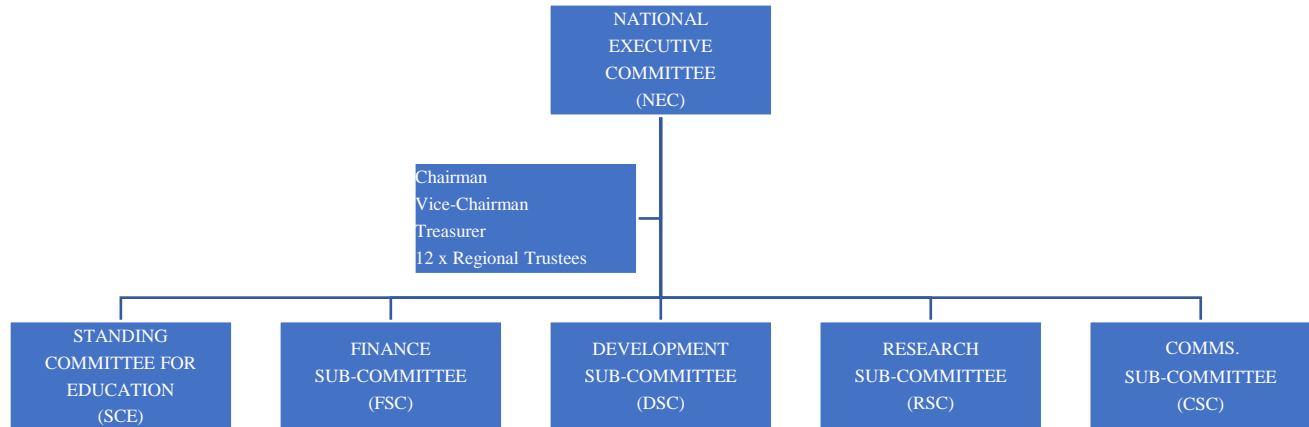 NATIONAL
EXECUTIVE
COMMITTEE
(NEC)
Chairman
Vice-Chairman
Treasurer
12 x Regional Trustees
STANDING
COMMITTEE FOR
EDUCATION
(SCE)
FINANCE
SUB-COMMITTEE
(FSC)
DEVELOPMENT
SUB-COMMITTEE
(DSC)
RESEARCH
SUB-COMMITTEE
(RSC)
COMMS.
SUB-COMMITTEE
(CSC)